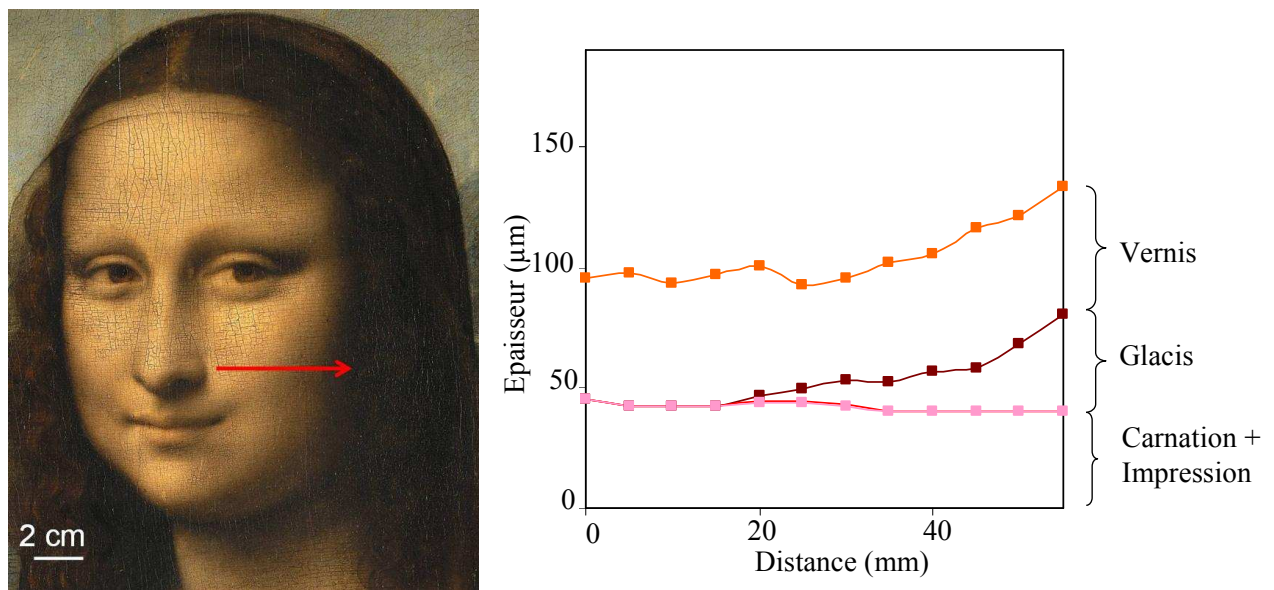 2 cm
Epaisseur (µm)
150
100
50
0
0
20
40
Distance (mm)
Vernis
Glacis
Carnation +
Impression